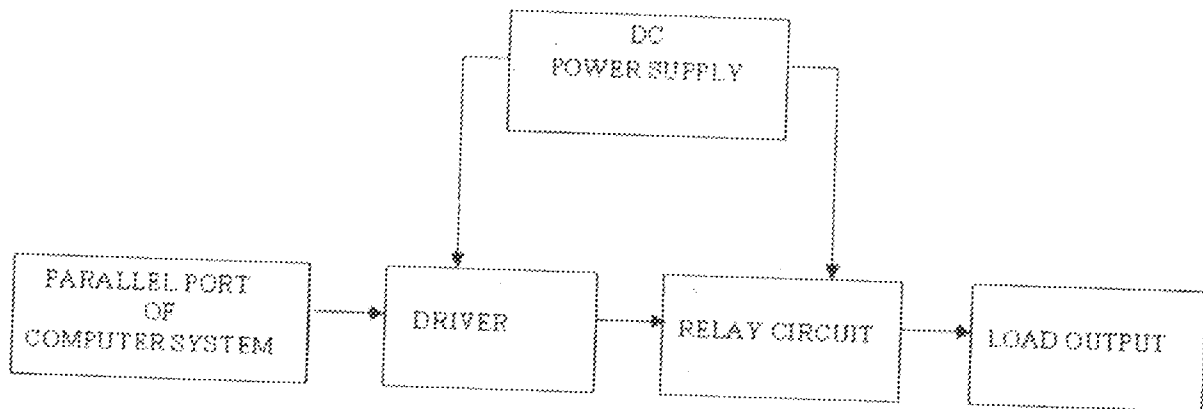 DC
POWER SUPPLY
PARALLEL PORT
OF
COMPUTER SYSTEM
DRIVER
RELAY CIRCUIT
LOAD OUTPUT